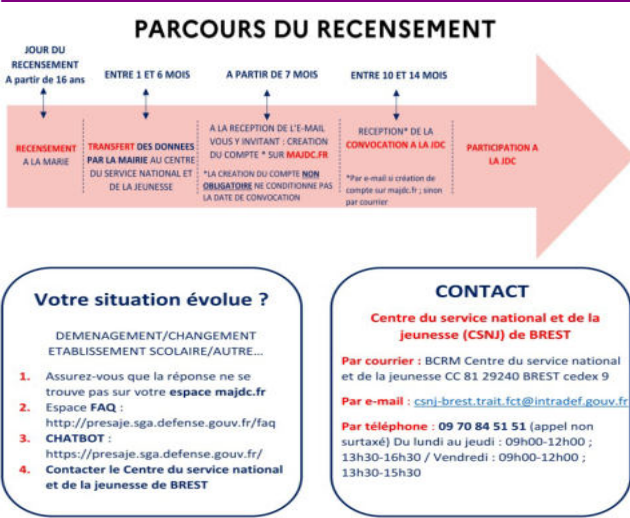 PARCOURS DU RECENSEMENT
JOUR DU
RECENSEMENT
A partir de 16 ans
ENTRE 1 ET 6 MOIS
A PARTIR DE 7 MOIS
ENTRE 10 ET 14 MOIS
RECENSEMENT
A LA MARIE
TRANSFERT DES DONNEES
PAR LA MAIRIE AU CENTRE
DU SERVICE NATIONAL ET
DE LA JEUNESSE
A LA RECEPTION DE L'E-MAIL
VOUS Y INVITANT : CREATION
DU COMPTE * SUR MAJDC.FR
*LA CREATION DU COMPTE NON
OBLIGATOIRE NE CONDITIONNE PAS
LA DATE DE CONVOCATION
RECEPTION* DE LA
CONVOCATION A LA JDC
*Par e-mail si création de
compte sur majdc.fr ; sinon
par courrier
PARTICIPATION A
LA JDC
Votre situation évolue ?
DEMENAGEMENT/CHANGEMENT
ETABLISSEMENT SCOLAIRE/AUTRE...
1. Assurez-vous que la réponse ne se
trouve pas sur votre espace majdc.fr
2. Espace FAQ :
http://presaje.sga.defense.gouv.fr/faq
3. CHATBOT :
https://presaje.sga.defense.gouv.fr/
4. Contacter le Centre du service national
et de la jeunesse de BREST
CONTACT
Centre du service national et de la
jeunesse (CSNJ) de BREST
Par courrier : BCRM Centre du service national
et de la jeunesse CC 81 29240 BREST cedex 9
Par e-mail : csnj-brest.trait.fct@intradef.gouv.fr
Par téléphone : 09 70 84 51 51 (appel non
surtaxé) Du lundi au jeudi : 09h00-12h00 ;
13h30-16h30 / Vendredi : 09h00-12h00 ;
13h30-15h30